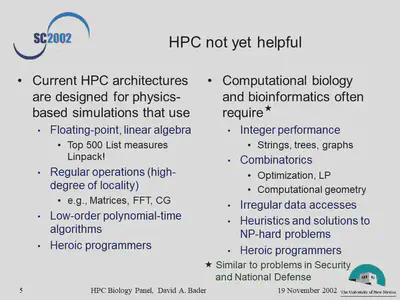 SC2002
HPC not yet helpful
• Current HPC architectures
are designed for physics-
based simulations that use
• Floating-point, linear algebra
• Top 500 List measures
Linpack!
• Regular operations (high-
degree of locality)
• e.g., Matrices, FFT, CG
• Low-order polynomial-time
algorithms
• Heroic programmers
• Computational biology
and bioinformatics often
require★
• Integer performance
• Strings, trees, graphs
• Combinatorics
• Optimization, LP
• Computational geometry
• Irregular data accesses
• Heuristics and solutions to
NP-hard problems
• Heroic programmers
★ Similar to problems in Security
and National Defense
5
HPC Biology Panel, David A. Bader
19 November 2002
The University of New Mexico